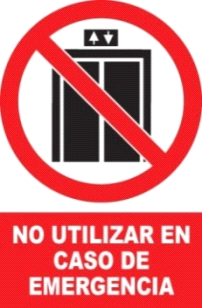 NO UTILIZAR EN
CASO DE
EMERGENCIA